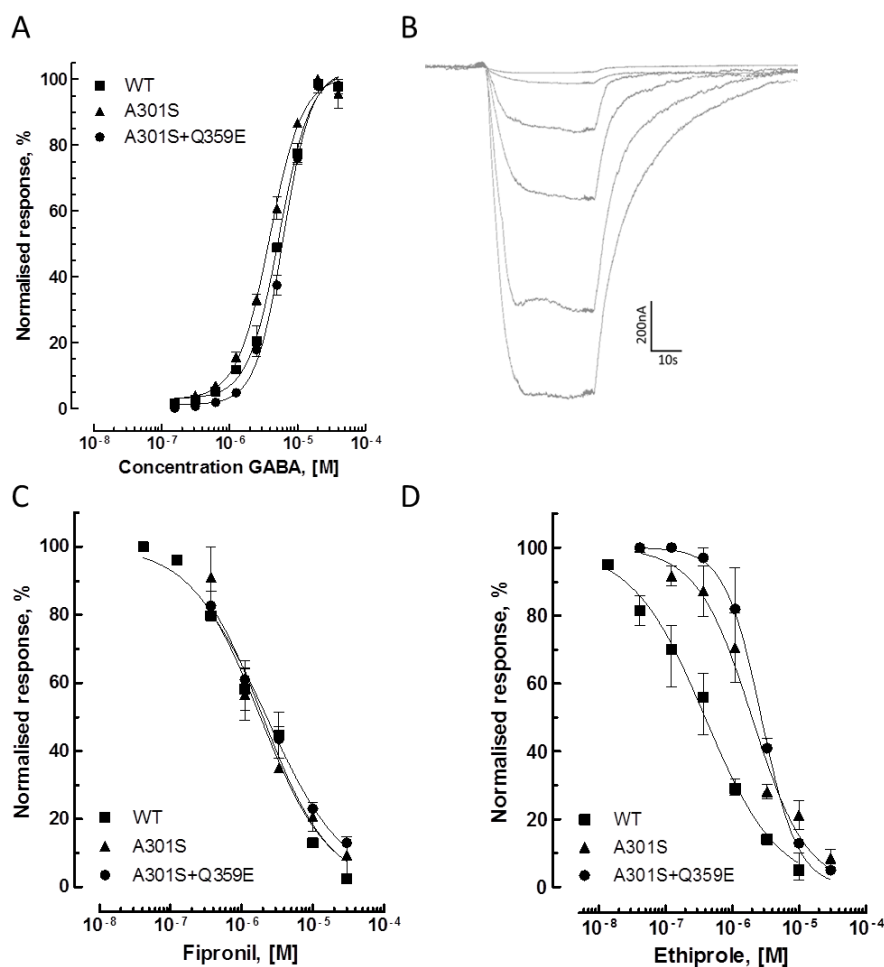 A
WT
A301S
A301S+Q359E
Normalised response, %
100
80
60
40
20
0
10-8
10-7
10-6
10-5
10-4
Concentration GABA, [M]
B
200nA
10s
C
Normalised response, %
100
80
60
40
20
0
WT
A301S
A301S+Q359E
10-8
10-7
10-6
10-5
10-4
Fipronil, [M]
D
Normalised response, %
100
80
60
40
20
0
WT
A301S
A301S+Q359E
10-8
10-7
10-6
10-5
10-4
Ethiprole, [M]